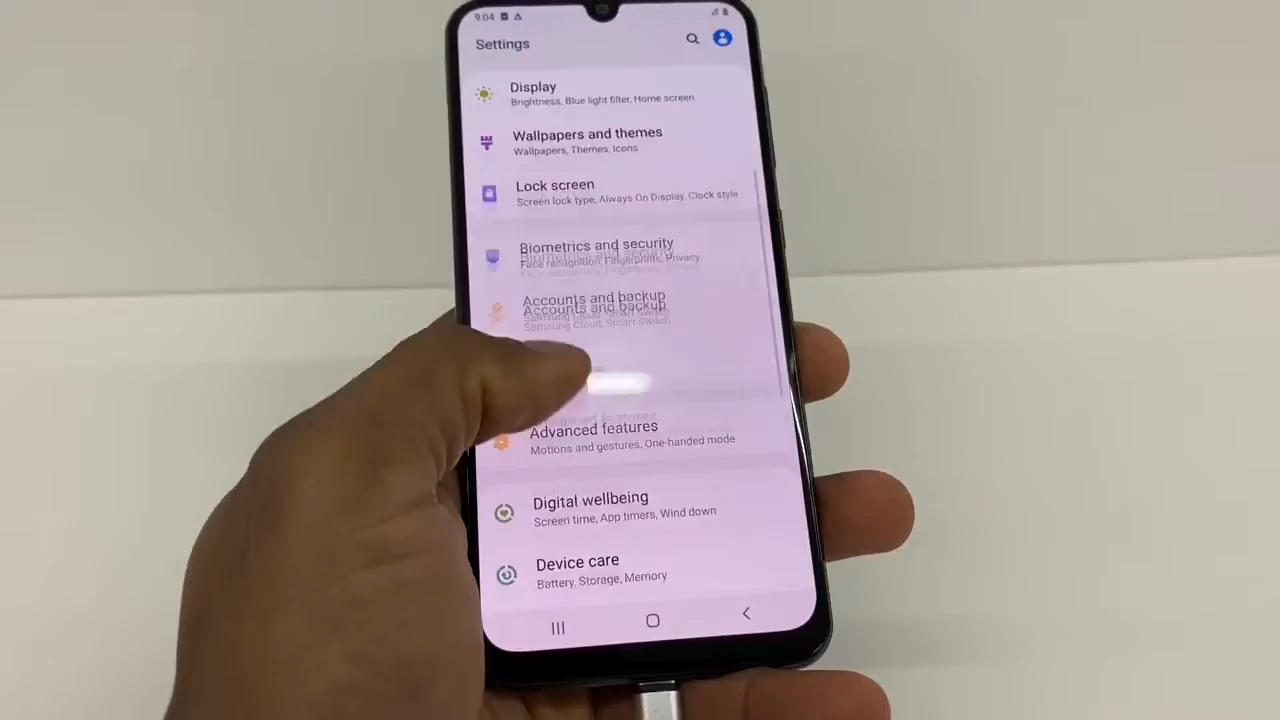 9:04
Settings
Display
Brightness, Blue light filter, Home screen
Wallpapers and themes
Wallpapers, Themes, Icons
Lock screen
Screen lock type, Always On Display, Clock style
Biometrics and security
Face recognition, Fingerprints, Privacy
Accounts and backup
Samsung Cloud, Smart Switch
Advanced features
Motions and gestures, One-handed mode
Digital wellbeing
Screen time, App timers, Wind down
Device care
Battery, Storage, Memory